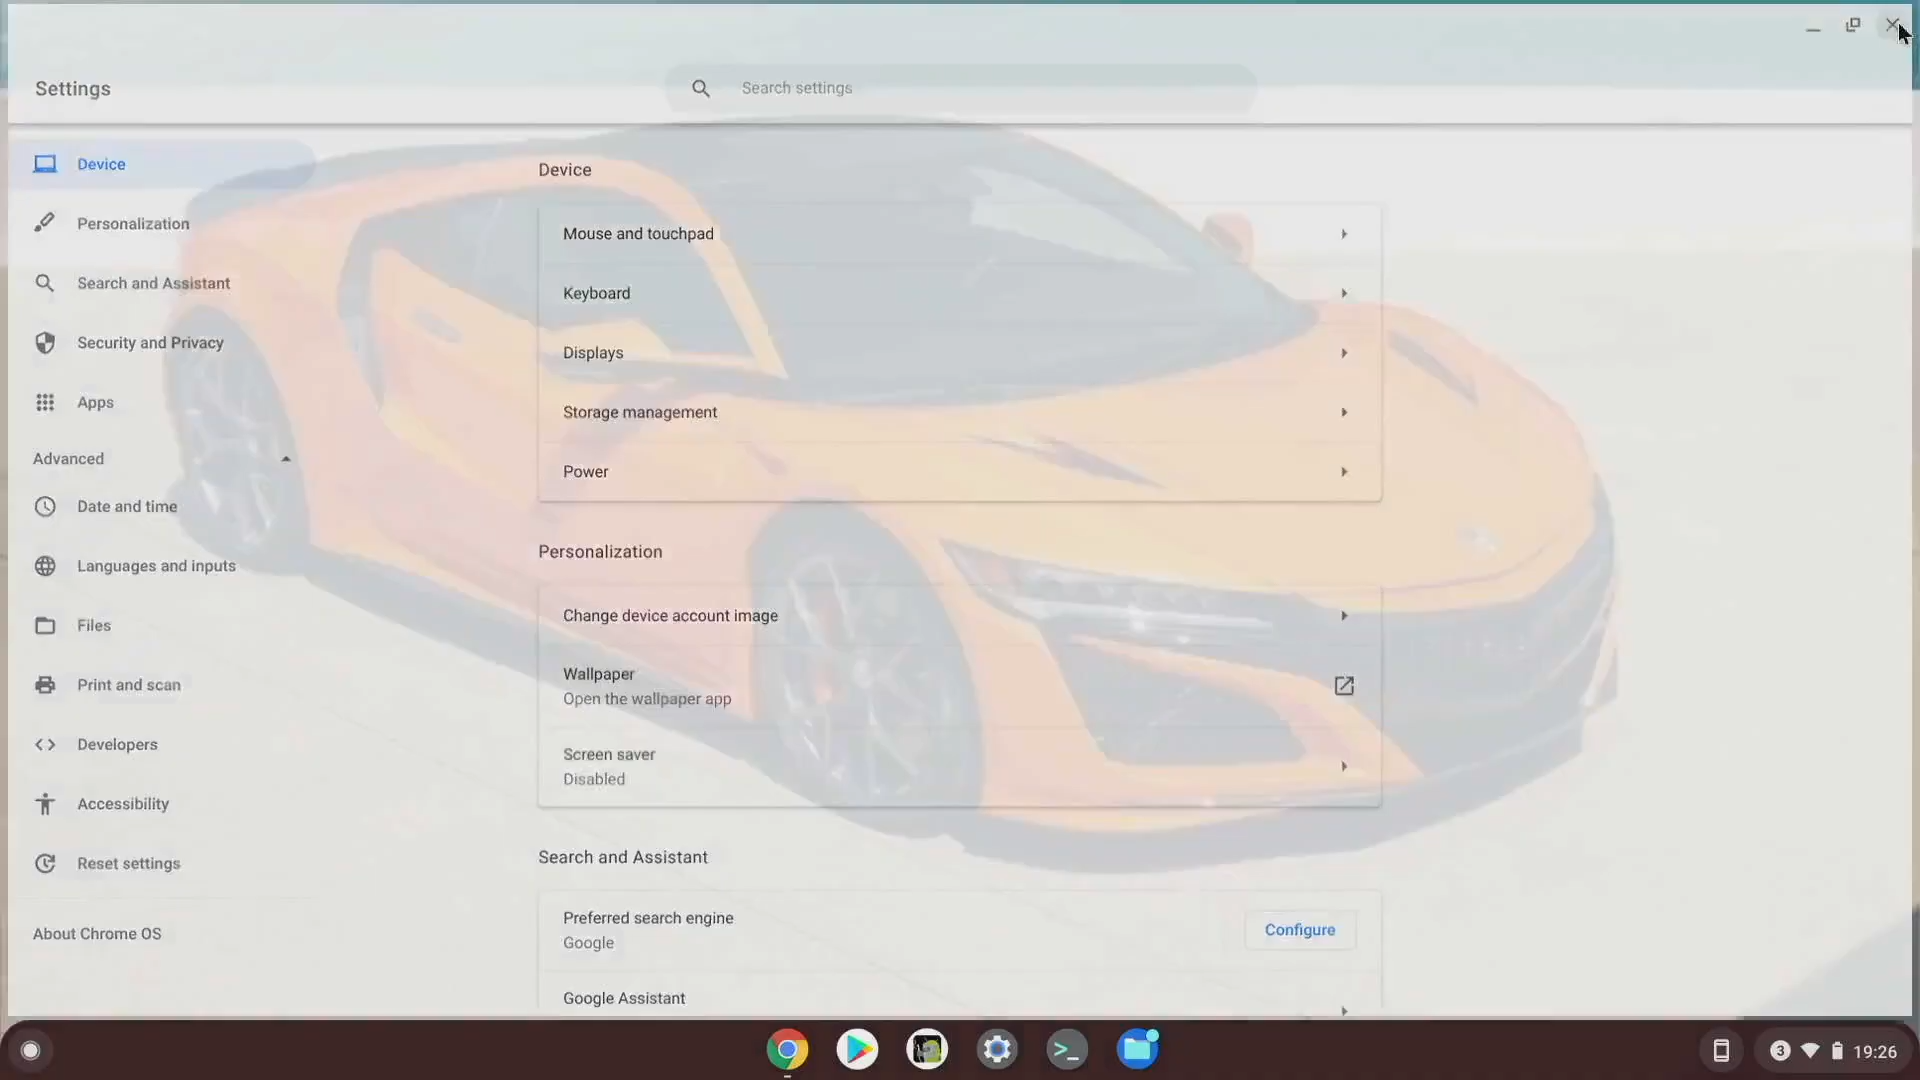 Settings
Search settings
Device
Personalization
Search and Assistant
Security and Privacy
Apps
Advanced
Date and time
Languages and inputs
Files
Print and scan
Developers
Accessibility
Reset settings
About Chrome OS
Device
Mouse and touchpad
Keyboard
Displays
Storage management
Power
Personalization
Change device account image
Wallpaper
Open the wallpaper app
Screen saver
Disabled
Search and Assistant
Preferred search engine
Google
Configure
Google Assistant
>_
3
19:26